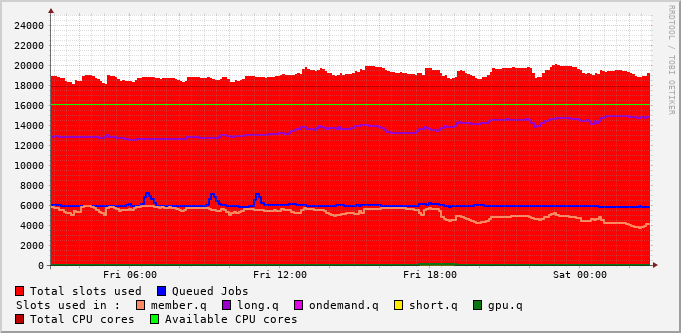 24000
22000
20000
18000
16000
14000
12000
10000
8000
6000
4000
2000
0
Fri 06:00 Fri 12:00 Fri 18:00 Sat 00:00
RRDTOOL / TOBI OETIKER
Total slots used Queued Jobs
Slots used in : member.q long.q ondemand.q short.q gpu.q
Total CPU cores Available CPU cores